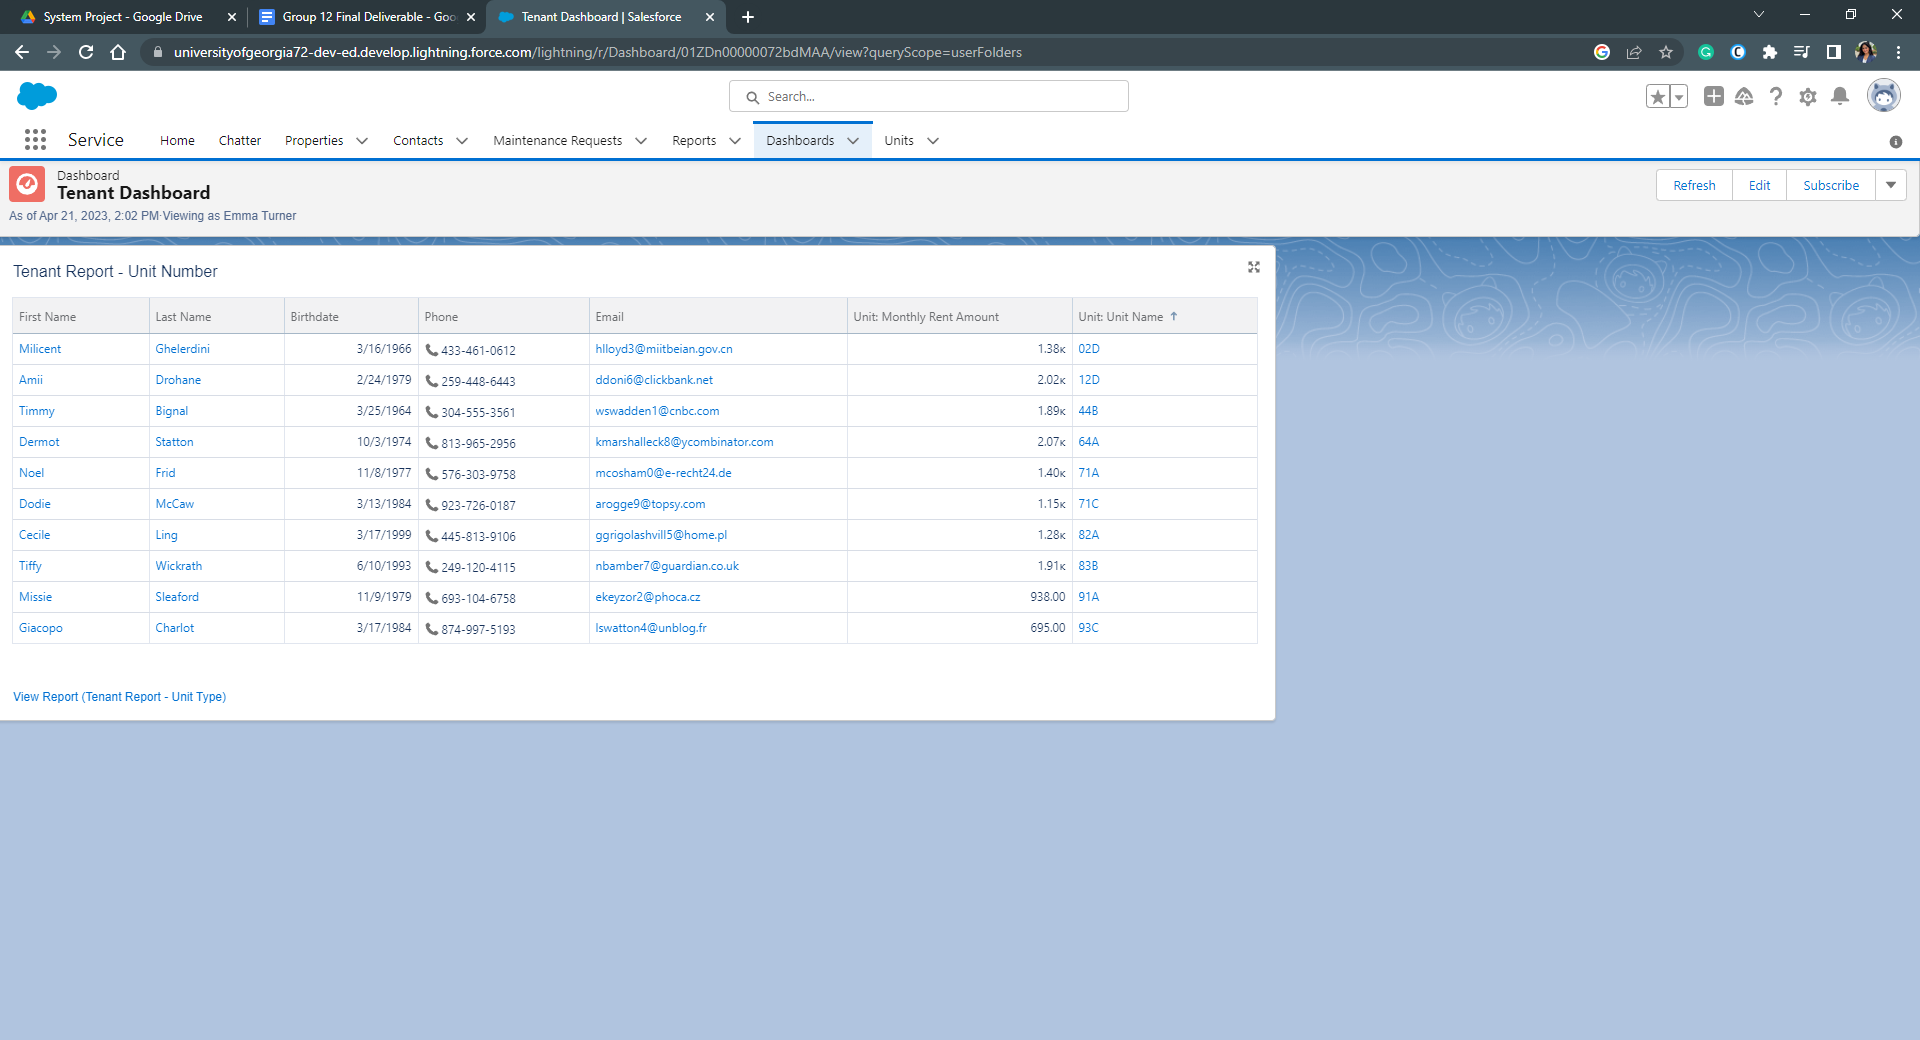 System Project - Google Drive
Group 12 Final Deliverable - Goo
Tenant Dashboard | Salesforce
universityofgeorgia72-dev-ed.develop.lightning.force.com/lightning/r/Dashboard/01ZDn00000072bdMAA/view?queryScope=userFolders
Search...
Service Home Chatter Properties Contacts Maintenance Requests Reports Dashboards Units
Dashboard
Tenant Dashboard
As of Apr 21, 2023, 2:02 PM·Viewing as Emma Turner
Refresh Edit Subscribe
Tenant Report - Unit Number
First Name Last Name Birthdate Phone Email Unit: Monthly Rent Amount Unit: Unit Name ↑
Milicent Ghelerdini 3/16/1966 433-461-0612 hlloyd3@miitbeian.gov.cn 1.38K 02D
Amii Drohane 2/24/1979 259-448-6443 ddoni6@clickbank.net 2.02K 12D
Timmy Bignal 3/25/1964 304-555-3561 wswadden1@cnbc.com 1.89K 44B
Dermot Statton 10/3/1974 813-965-2956 kmarshalleck8@ycombinator.com 2.07K 64A
Noel Frid 11/8/1977 576-303-9758 mcosham0@e-recht24.de 1.40K 71A
Dodie McCaw 3/13/1984 923-726-0187 arogge9@topsy.com 1.15K 71C
Cecile Ling 3/17/1999 445-813-9106 ggrigolashvill5@home.pl 1.28K 82A
Tiffy Wickrath 6/10/1993 249-120-4115 nbamber7@guardian.co.uk 1.91K 83B
Missie Sleaford 11/9/1979 693-104-6758 ekeyzor2@phoca.cz 938.00 91A
Giacopo Charlot 3/17/1984 874-997-5193 lswatton4@unblog.fr 695.00 93C
View Report (Tenant Report - Unit Type)